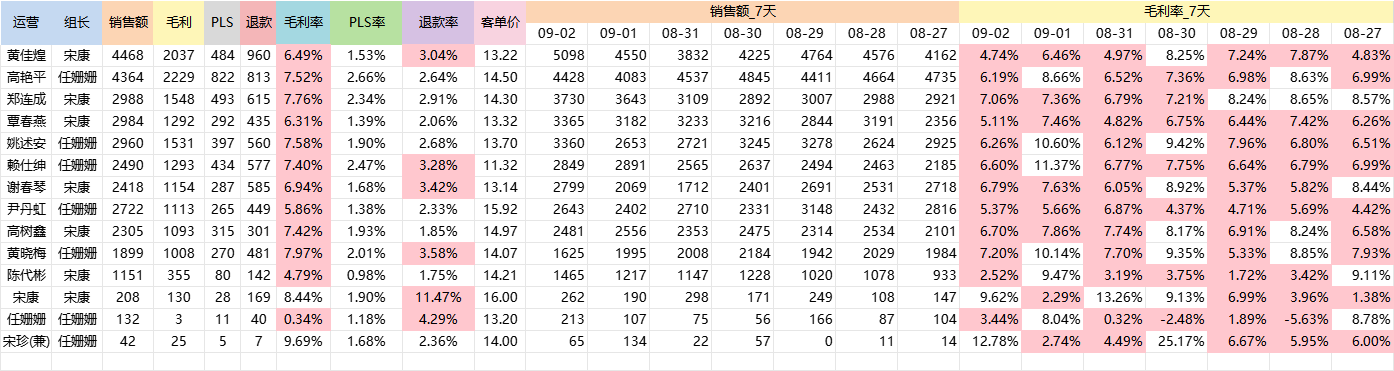 运营 组长 销售额 毛利 PLS 退款 毛利率 PLS率 退款率 客单价 销售额_7天 毛利率_7天
09-02 09-01 08-31 08-30 08-29 08-28 08-27 09-02 09-01 08-31 08-30 08-29 08-28 08-27
黄佳煌 宋康 4468 2037 484 960 6.49% 1.53% 3.04% 13.22 5098 4550 3832 4225 4764 4576 4162 4.74% 6.46% 4.97% 8.25% 7.24% 7.87% 4.83%
高艳平 任姗姗 4364 2229 822 813 7.52% 2.66% 2.64% 14.50 4428 4083 4537 4845 4411 4664 4735 6.19% 8.66% 6.52% 7.36% 6.98% 8.63% 6.99%
郑连成 宋康 2988 1548 493 615 7.76% 2.34% 2.91% 14.30 3730 3643 3109 2892 3007 2988 2921 7.06% 7.36% 6.79% 7.21% 8.24% 8.65% 8.57%
覃春燕 宋康 2984 1292 292 435 6.31% 1.39% 2.06% 13.32 3365 3182 3233 3216 2844 3191 2356 5.11% 7.46% 4.82% 6.75% 6.44% 7.42% 6.26%
姚述安 任姗姗 2960 1531 397 560 7.58% 1.90% 2.68% 13.70 3360 2653 2721 3245 3278 2624 2925 6.26% 10.60% 6.12% 9.42% 7.96% 6.80% 6.51%
赖仕绅 任姗姗 2490 1293 434 577 7.40% 2.47% 3.28% 11.32 2849 2891 2565 2637 2494 2463 2185 6.60% 11.37% 6.77% 7.75% 6.64% 6.79% 6.99%
谢春琴 宋康 2418 1154 287 585 6.94% 1.68% 3.42% 13.14 2799 2069 1712 2401 2691 2531 2718 6.79% 7.63% 6.05% 8.92% 5.37% 5.82% 8.44%
尹丹虹 任姗姗 2722 1113 265 449 5.86% 1.38% 2.33% 15.92 2643 2402 2710 2331 3148 2432 2816 5.37% 5.66% 6.87% 4.37% 4.71% 5.69% 4.42%
高树鑫 宋康 2305 1093 315 301 7.42% 1.93% 1.85% 14.97 2481 2556 2353 2475 2314 2534 2101 6.70% 7.86% 7.74% 8.17% 6.91% 8.24% 6.58%
黄晓梅 任姗姗 1899 1008 270 481 7.97% 2.01% 3.58% 14.07 1625 1995 2008 2184 1942 2029 1984 7.20% 10.14% 7.70% 9.35% 5.33% 8.85% 7.93%
陈代彬 宋康 1151 355 80 142 4.79% 0.98% 1.75% 14.21 1465 1217 1147 1228 1020 1078 933 2.52% 9.47% 3.19% 3.75% 1.72% 3.42% 9.11%
宋康 宋康 208 130 28 169 8.44% 1.90% 11.47% 16.00 262 190 298 171 249 108 147 9.62% 2.29% 13.26% 9.13% 6.99% 3.96% 1.38%
任姗姗 任姗姗 132 3 11 40 0.34% 1.18% 4.29% 13.20 213 107 75 56 166 87 104 3.44% 8.04% 0.32% -2.48% 1.89% -5.63% 8.78%
宋珍(兼) 任姗姗 42 25 5 7 9.69% 1.68% 2.36% 14.00 65 134 22 57 0 11 14 12.78% 2.74% 4.49% 25.17% 6.67% 5.95% 6.00%